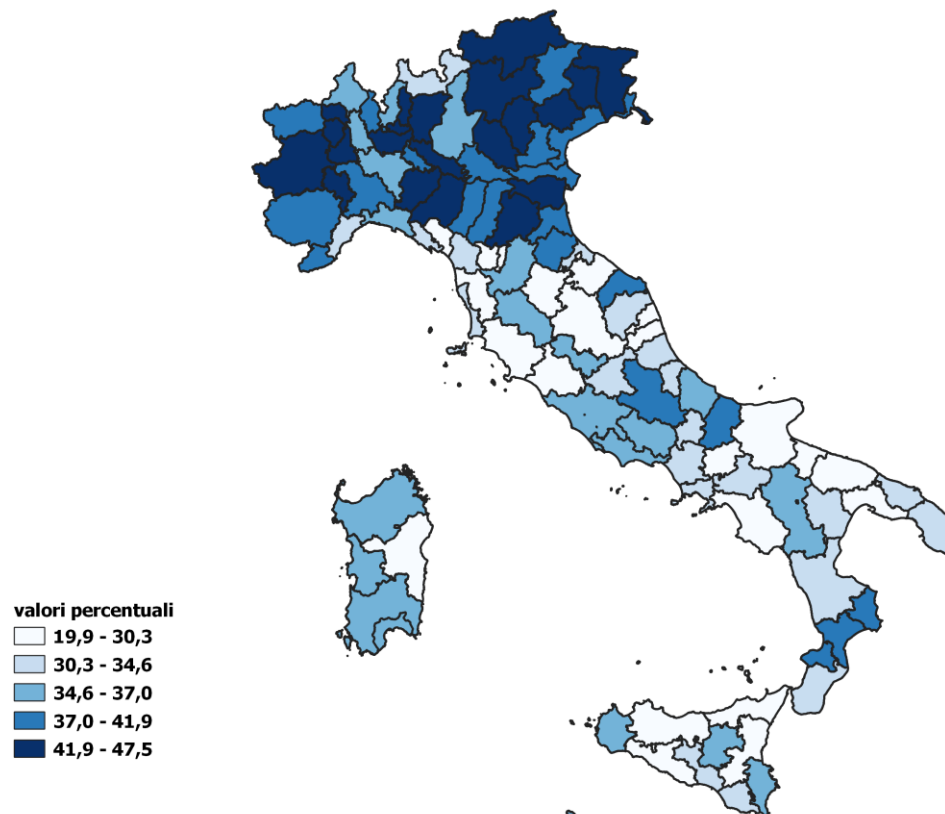 valori percentuali
19,9 - 30,3
30,3 - 34,6
34,6 - 37,0
37,0 - 41,9
41,9 - 47,5